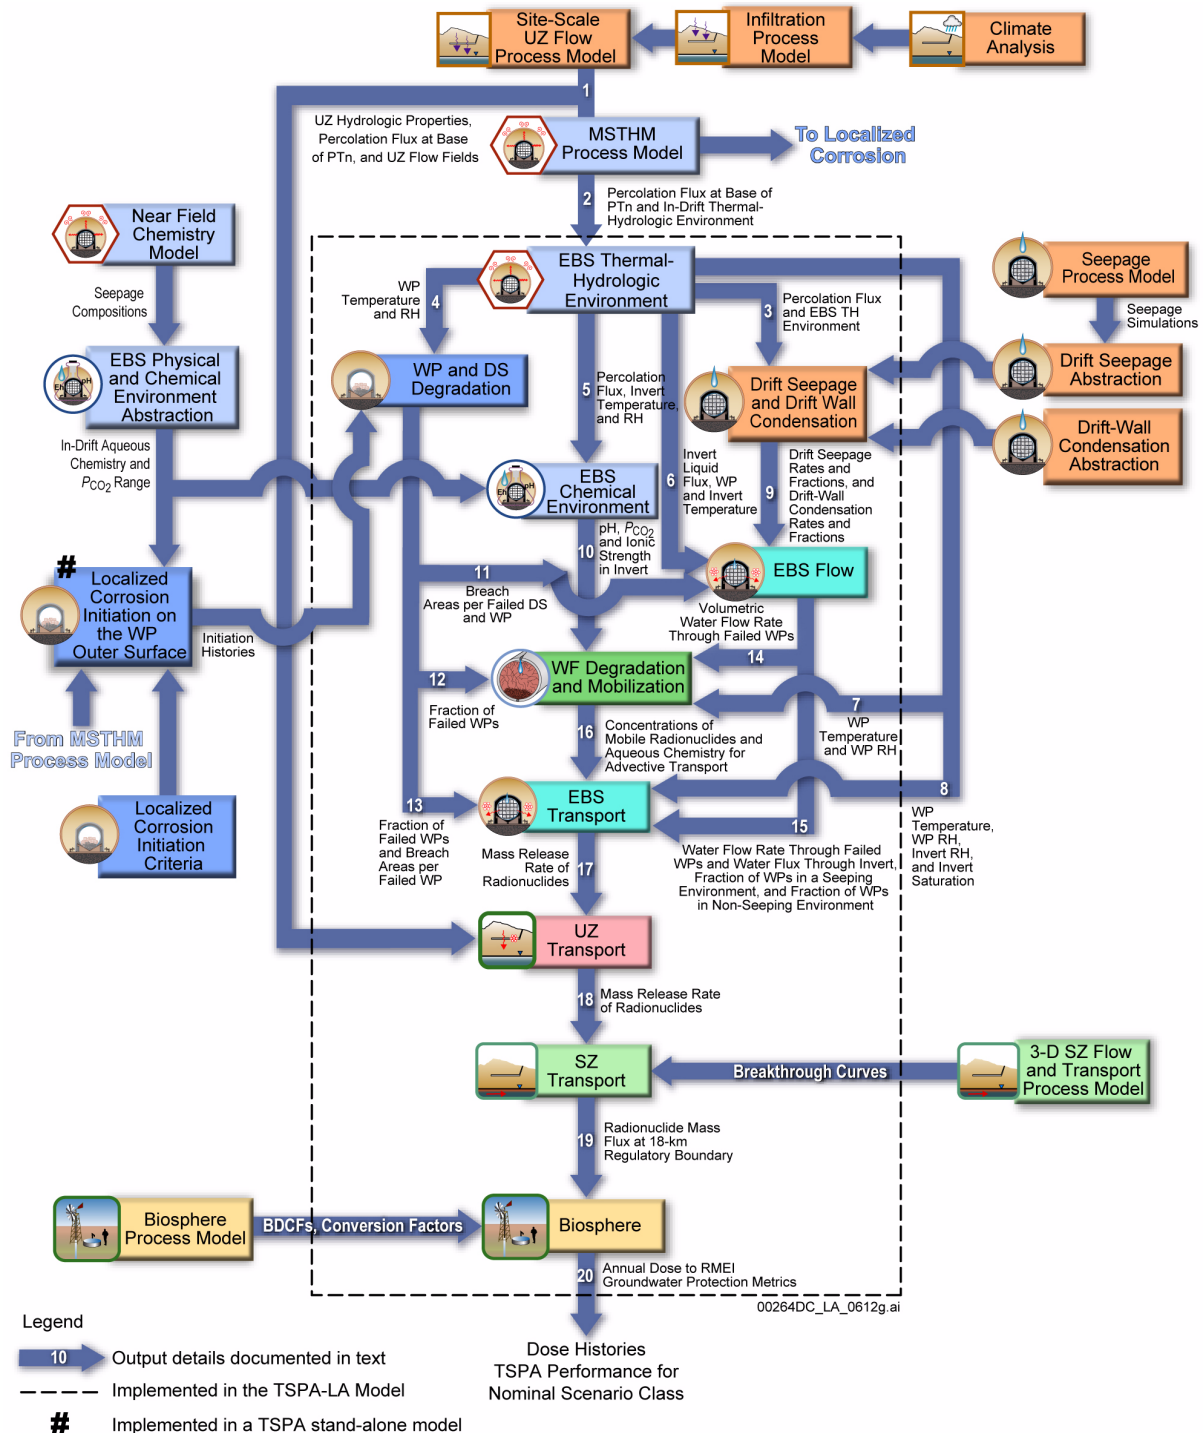 Site-Scale
UZ Flow
Process Model
Infiltration
Process
Model
Climate
Analysis
1
UZ Hydrologic Properties,
Percolation Flux at Base
of PTn, and UZ Flow Fields
MSTHM
Process Model
To Localized
Corrosion
2
Percolation Flux at Base of
PTn and In-Drift Thermal-
Hydrologic Environment
Near Field
Chemistry
Model
EBS Thermal-
Hydrologic
Environment
Seepage
Process Model
Seepage
Compositions
WP
Temperature
and RH
4
3
Percolation Flux
and EBS TH
Environment
Seepage
Simulations
EBS Physical
and Chemical
Environment
Abstraction
Eh
pH
WP and DS
Degradation
5
Percolation
Flux, Invert
Temperature,
and RH
Drift Seepage
and Drift Wall
Condensation
Drift Seepage
Abstraction
Drift-Wall
Condensation
Abstraction
In-Drift Aqueous
Chemistry and
PCO2 Range
EBS
Chemical
Environment
Eh
pH
6
Invert
Liquid
Flux, WP
and Invert
Temperature
9
Drift Seepage
Rates and
Fractions, and
Drift-Wall
Condensation
Rates and
Fractions
10
pH, PCO2
and Ionic
Strength
in Invert
#
Localized
Corrosion
Initiation on
the WP
Outer Surface
Initiation
Histories
11
Breach
Areas per Failed DS
and WP
EBS Flow
Volumetric
Water Flow Rate
Through Failed WPs
14
12
Fraction of
Failed WPs
WF Degradation
and Mobilization
7
WP
Temperature
and WP RH
From MSTHM
Process Model
16
Concentrations of
Mobile Radionuclides and
Aqueous Chemistry for
Advective Transport
Localized
Corrosion
Initiation
Criteria
13
Fraction of
Failed WPs
and Breach
Areas per
Failed WP
EBS
Transport
8
WP
Temperature,
WP RH,
Invert RH,
and Invert
Saturation
15
Water Flow Rate Through Failed
WPs and Water Flux Through Invert,
Fraction of WPs in a Seeping
Environment, and Fraction of WPs
in Non-Seeping Environment
Mass Release
Rate of
Radionuclides
17
UZ
Transport
18
Mass Release Rate
of Radionuclides
SZ
Transport
Breakthrough Curves
3-D SZ Flow
and Transport
Process Model
19
Radionuclide Mass
Flux at 18-km
Regulatory Boundary
Biosphere
Process Model
BDCFs, Conversion Factors
Biosphere
20
Annual Dose to RMEI
Groundwater Protection Metrics
00264DC_LA_0612g.ai
Dose Histories
TSPA Performance for
Nominal Scenario Class
Legend
10 Output details documented in text
Implemented in the TSPA-LA Model
# Implemented in a TSPA stand-alone model